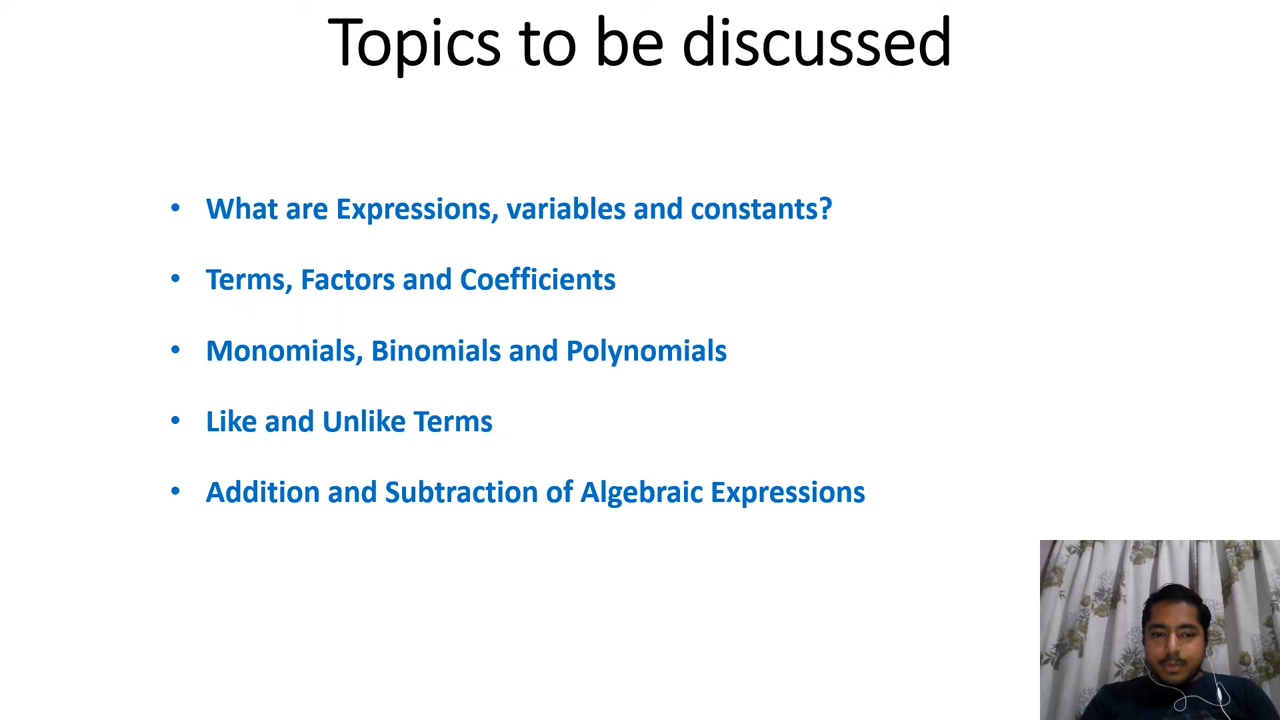 Topics to be discussed
• What are Expressions, variables and constants?
• Terms, Factors and Coefficients
• Monomials, Binomials and Polynomials
• Like and Unlike Terms
• Addition and Subtraction of Algebraic Expressions